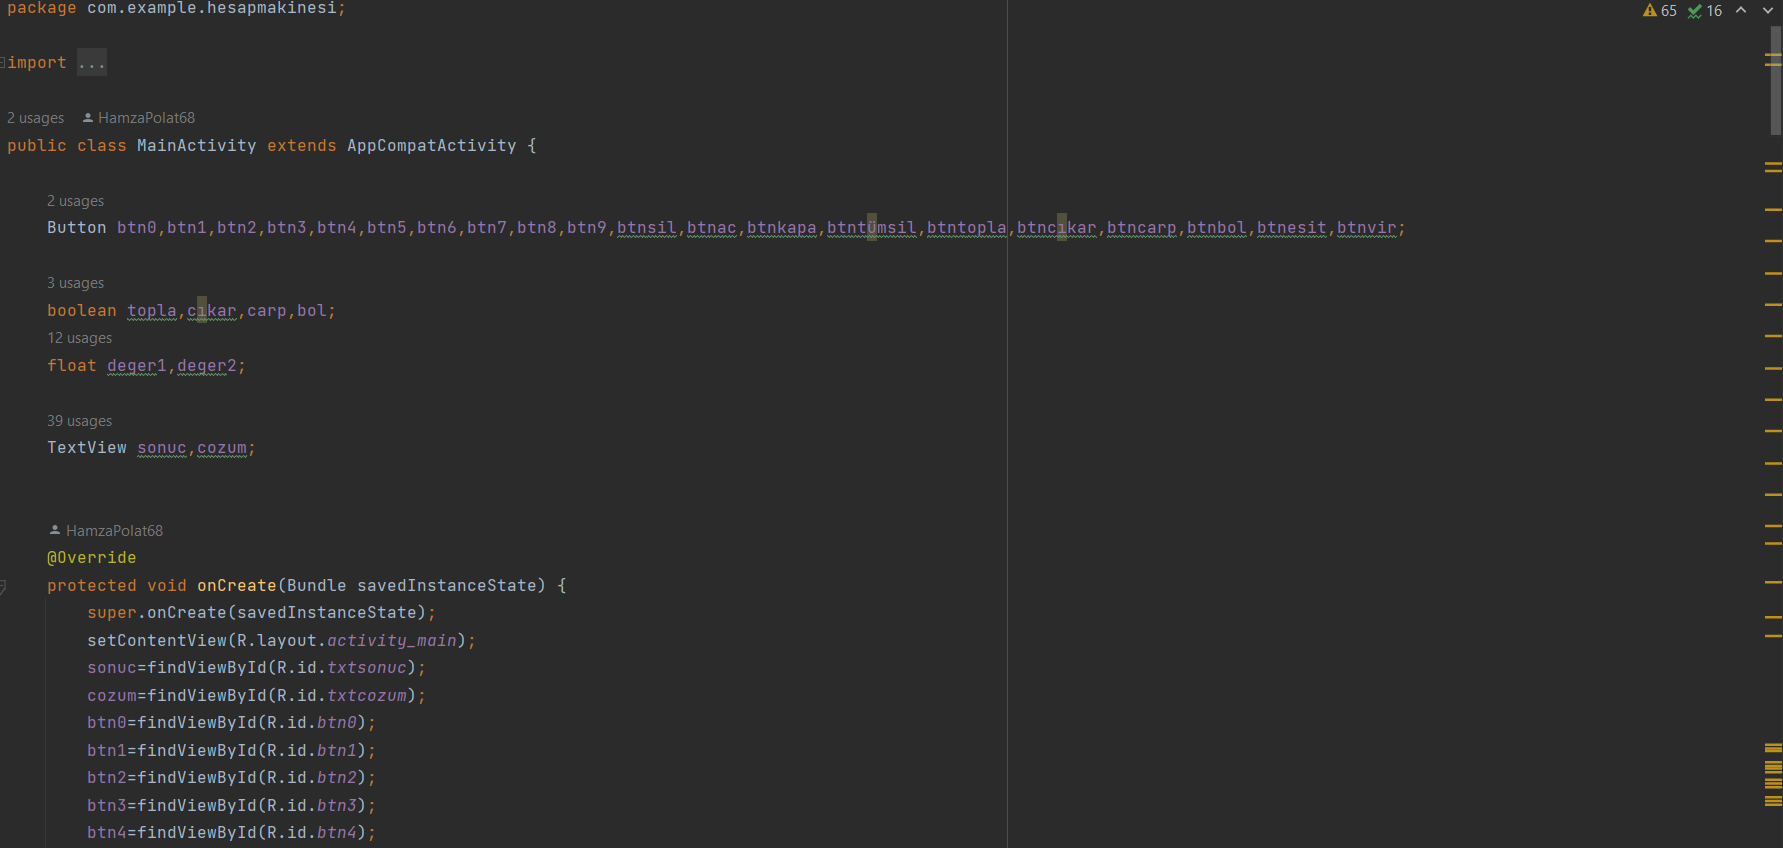 package com.example.hesapmakinesi;
65 16
import ...
2 usages HamzaPolat68
public class MainActivity extends AppCompatActivity {
2 usages
Button btn0,btn1,btn2,btn3,btn4,btn5,btn6,btn7,btn8,btn9,btnsil,btnac,btnkapa,btntÜmsil,btntopla,btncıkar,btncarp,btnbol,btnesit,btnvir;
3 usages
boolean topla,cıkar,carp,bol;
12 usages
float deger1,deger2;
39 usages
TextView sonuc,cozum;
HamzaPolat68
@Override
protected void onCreate(Bundle savedInstanceState) {
super.onCreate(savedInstanceState);
setContentView(R.layout.activity_main);
sonuc=findViewById(R.id.txtsonuc);
cozum=findViewById(R.id.txtcozum);
btn0=findViewById(R.id.btn0);
btn1=findViewById(R.id.btn1);
btn2=findViewById(R.id.btn2);
btn3=findViewById(R.id.btn3);
btn4=findViewById(R.id.btn4);